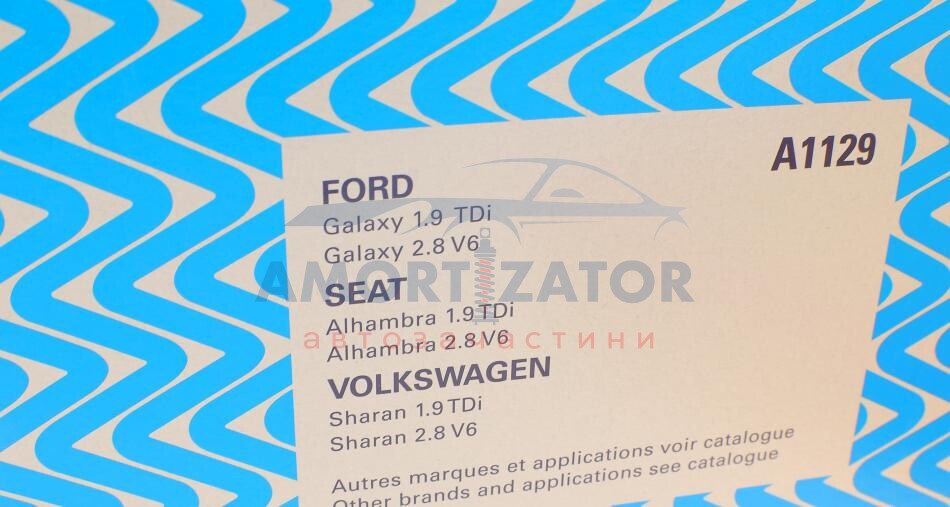 A1129
FORD
Galaxy 1.9 TDi
Galaxy 2.8 V6
SEAT
Alhambra 1.9 TDi
Alhambra 2.8 V6
VOLKSWAGEN
Sharan 1.9 TDi
Sharan 2.8 V6
Autres marques et applications voir catalogue
Other brands and applications see catalogue
AMORTIZATOR
автозапчастини